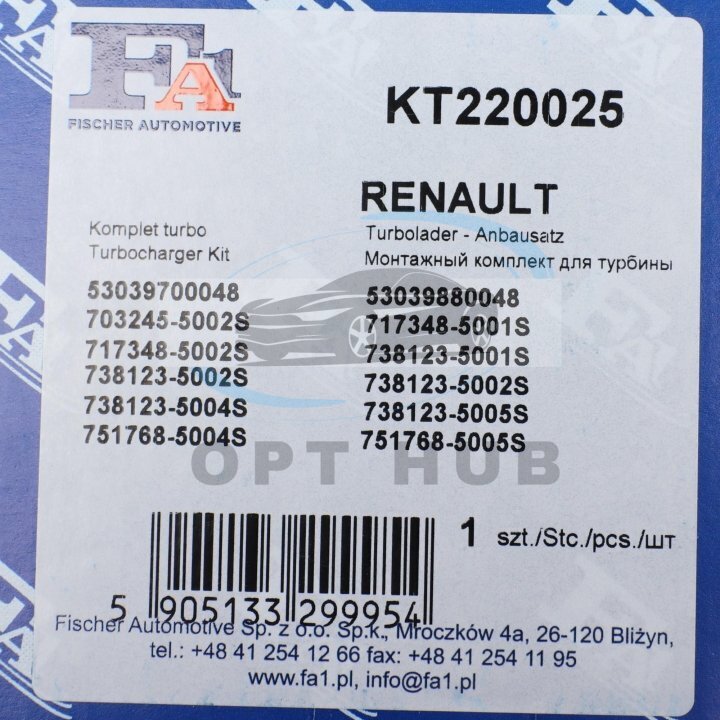 FA1
FISCHER AUTOMOTIVE
KT220025
RENAULT
Komplet turbo
Turbocharger Kit
Turbolader - Anbausatz
Монтажный комплект для турбины
53039700048
703245-5002S
717348-5002S
738123-5002S
738123-5004S
751768-5004S
53039880048
717348-5001S
738123-5001S
738123-5002S
738123-5005S
751768-5005S
OPT HUB
1 szt./Stc./pcs./шт
5 905133 299954
Fischer Automotive Sp. z o.o. Sp.k., Mroczków 4a, 26-120 Bliżyn,
tel.: +48 41 254 12 66 fax: +48 41 254 11 95
www.fa1.pl, info@fa1.pl